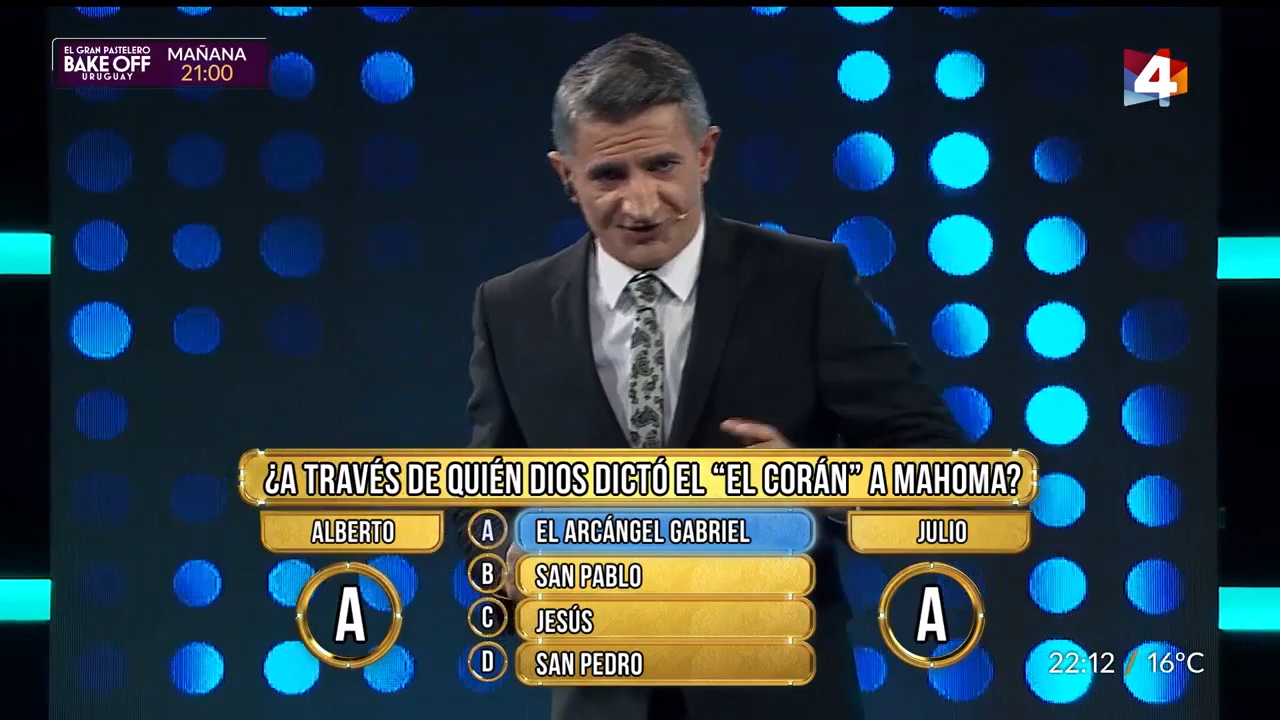 EL GRAN PASTELERO
BAKE OFF
URUGUAY
MAÑANA
21:00
4
¿A TRAVÉS DE QUIÉN DIOS DICTÓ EL “EL CORÁN” A MAHOMA?
ALBERTO
A
A EL ARCÁNGEL GABRIEL
B SAN PABLO
C JESÚS
D SAN PEDRO
JULIO
A
22:12 / 16°C